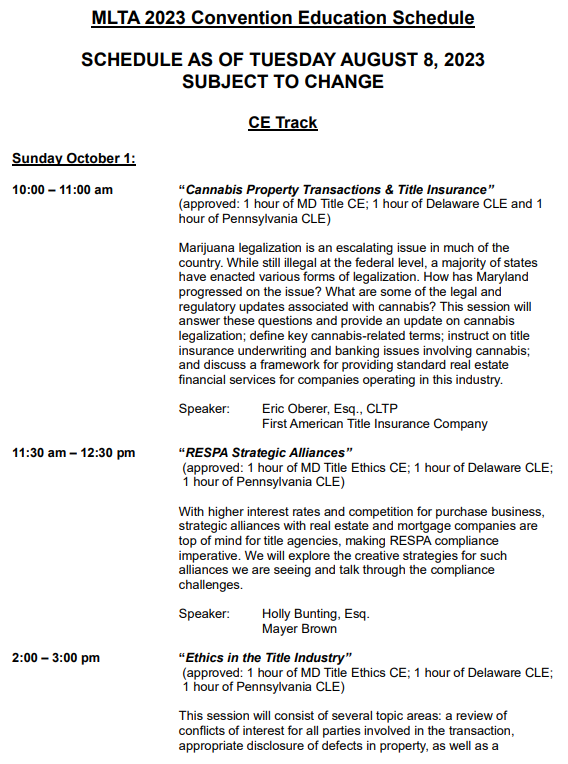 MLTA 2023 Convention Education Schedule
SCHEDULE AS OF TUESDAY AUGUST 8, 2023
SUBJECT TO CHANGE
CE Track
Sunday October 1:
10:00 – 11:00 am
“Cannabis Property Transactions & Title Insurance”
(approved: 1 hour of MD Title CE; 1 hour of Delaware CLE and 1
hour of Pennsylvania CLE)
Marijuana legalization is an escalating issue in much of the
country. While still illegal at the federal level, a majority of states
have enacted various forms of legalization. How has Maryland
progressed on the issue? What are some of the legal and
regulatory updates associated with cannabis? This session will
answer these questions and provide an update on cannabis
legalization; define key cannabis-related terms; instruct on title
insurance underwriting and banking issues involving cannabis;
and discuss a framework for providing standard real estate
financial services for companies operating in this industry.
Speaker: Eric Oberer, Esq., CLTP
First American Title Insurance Company
11:30 am – 12:30 pm
“RESPA Strategic Alliances”
(approved: 1 hour of MD Title Ethics CE; 1 hour of Delaware CLE;
1 hour of Pennsylvania CLE)
With higher interest rates and competition for purchase business,
strategic alliances with real estate and mortgage companies are
top of mind for title agencies, making RESPA compliance
imperative. We will explore the creative strategies for such
alliances we are seeing and talk through the compliance
challenges.
Speaker: Holly Bunting, Esq.
Mayer Brown
2:00 – 3:00 pm
“Ethics in the Title Industry”
(approved: 1 hour of MD Title Ethics CE; 1 hour of Delaware CLE;
1 hour of Pennsylvania CLE)
This session will consist of several topic areas: a review of
conflicts of interest for all parties involved in the transaction,
appropriate disclosure of defects in property, as well as a